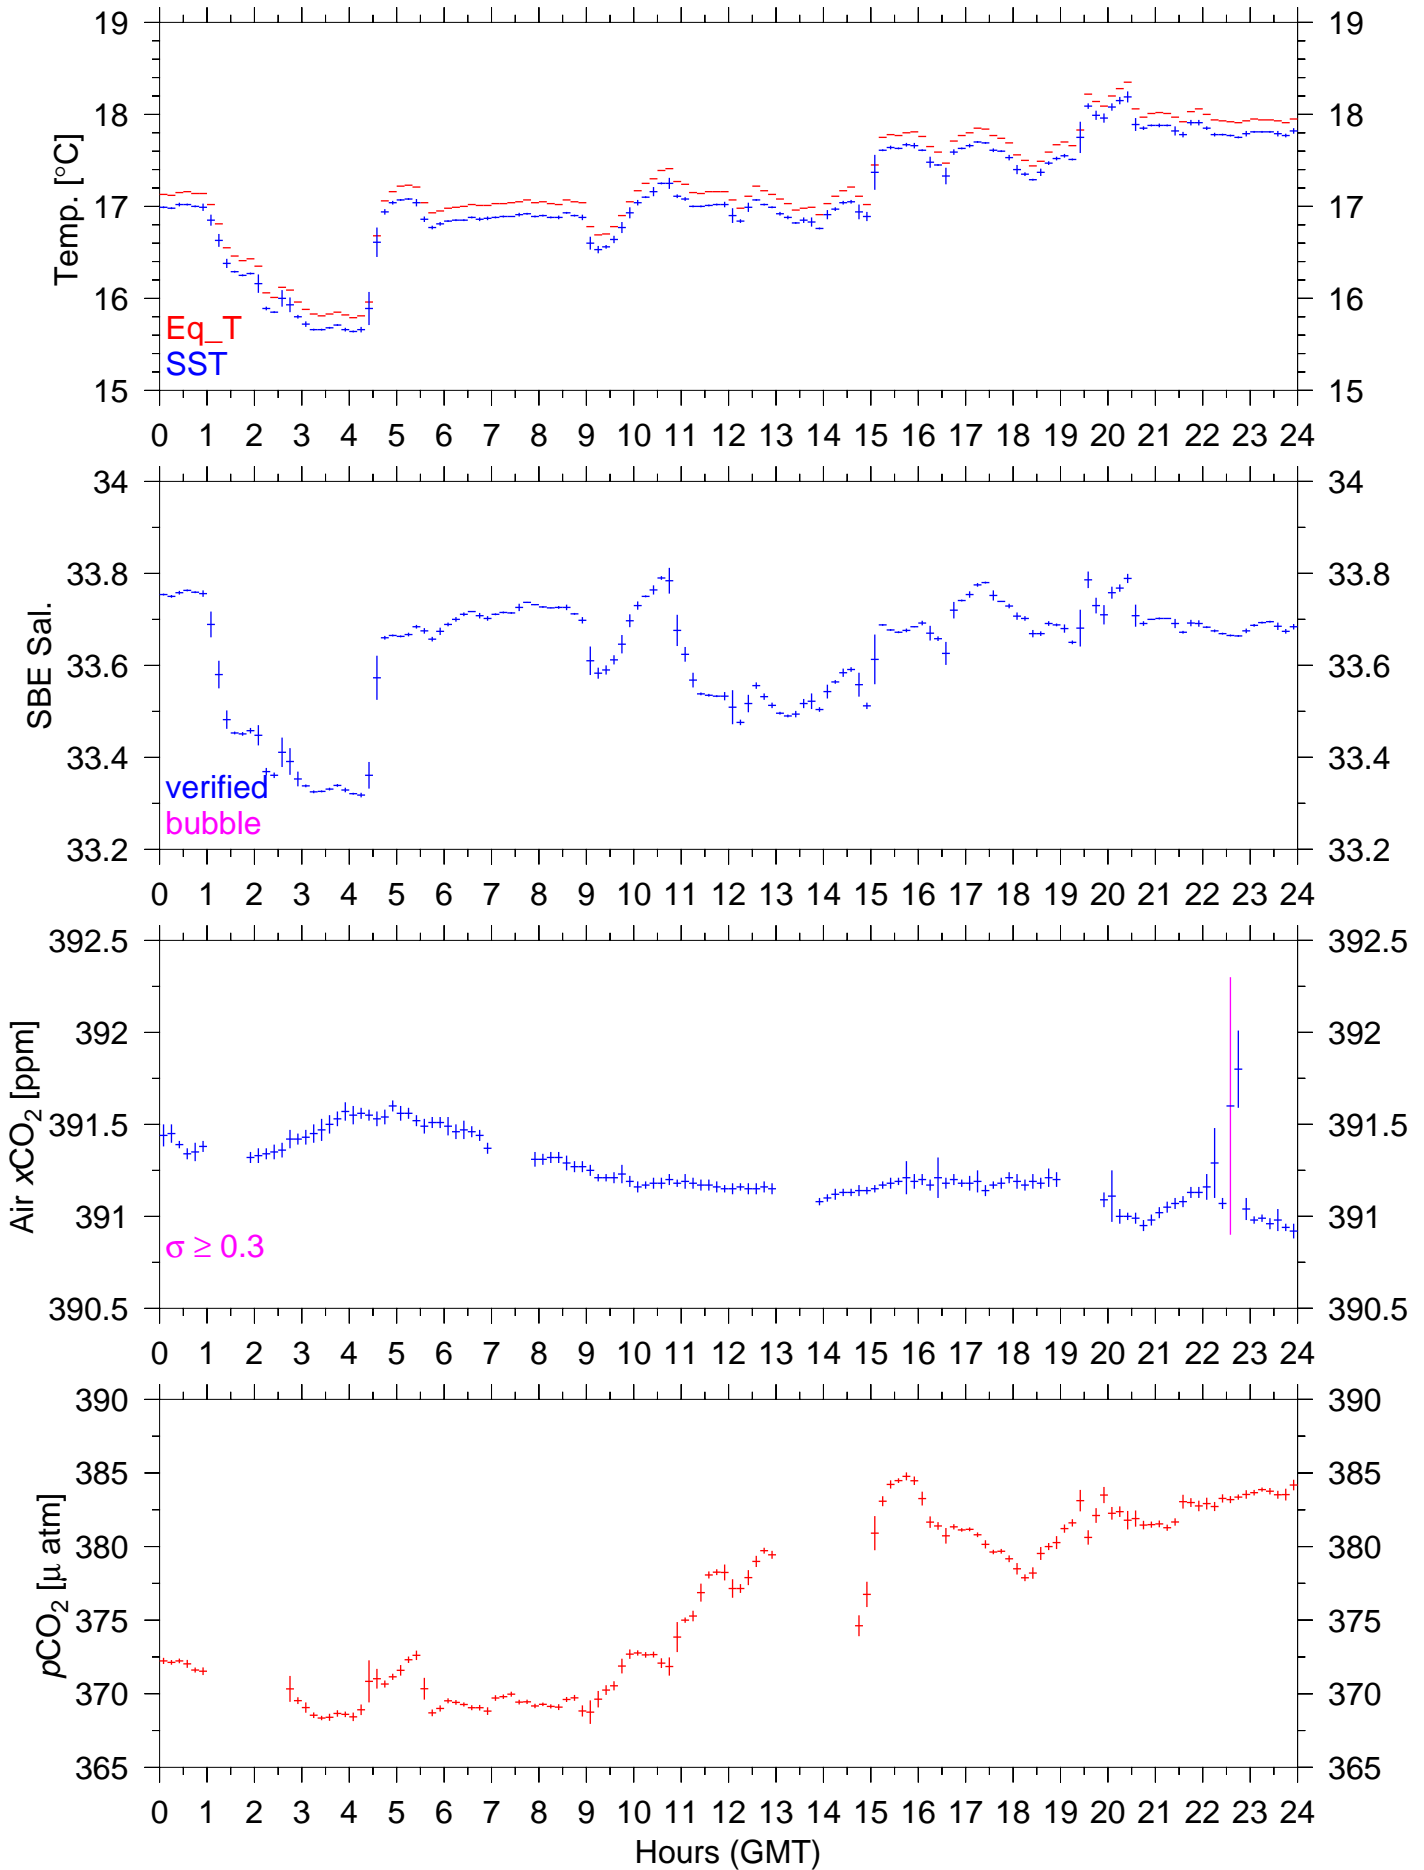 19 19
18 18
17 17
16 16
15 15
Temp. [°C]
Eq_T
SST
0 1 2 3 4 5 6 7 8 9 10 11 12 13 14 15 16 17 18 19 20 21 22 23 24
34 34
33.8 33.8
33.6 33.6
33.4 33.4
33.2 33.2
SBE Sal.
verified
bubble
0 1 2 3 4 5 6 7 8 9 10 11 12 13 14 15 16 17 18 19 20 21 22 23 24
392.5 392.5
392 392
391.5 391.5
391 391
390.5 390.5
Air xCO₂ [ppm]
σ ≥ 0.3
0 1 2 3 4 5 6 7 8 9 10 11 12 13 14 15 16 17 18 19 20 21 22 23 24
390 390
385 385
380 380
375 375
370 370
365 365
pCO₂ [μ atm]
0 1 2 3 4 5 6 7 8 9 10 11 12 13 14 15 16 17 18 19 20 21 22 23 24
Hours (GMT)